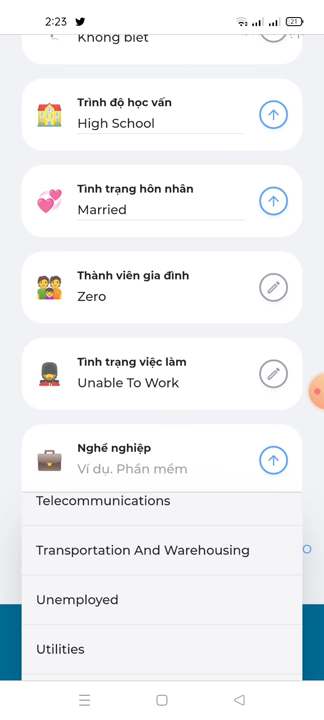 2:23
21
Không biết
Trình độ học vấn
High School
Tình trạng hôn nhân
Married
Thành viên gia đình
Zero
Tình trạng việc làm
Unable To Work
Nghề nghiệp
Ví dụ. Phần mềm
Telecommunications
Transportation And Warehousing
Unemployed
Utilities